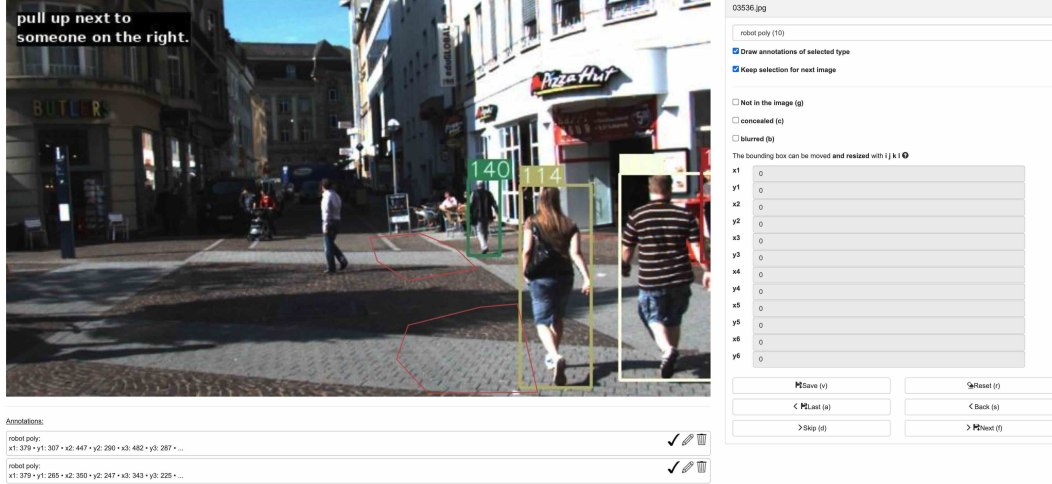 pull up next to
someone on the right.
BUTLERS
GLOBAL
Pizza Hut
140
114
Annotations:
robot poly:
x1: 379 • y1: 307 • x2: 447 • y2: 290 • x3: 482 • y3: 287 • ...
robot poly:
x1: 379 • y1: 265 • x2: 350 • y2: 247 • x3: 343 • y3: 225 • ...
03536.jpg
robot poly (10)
Draw annotations of selected type
Keep selection for next image
Not in the image (g)
concealed (c)
blurred (b)
The bounding box can be moved and resized with i j k l
x1 0
y1 0
x2 0
y2 0
x3 0
y3 0
x4 0
y4 0
x5 0
y5 0
x6 0
y6 0
Save (v) Reset (r)
Last (a) Back (s)
Skip (d) Next (f)